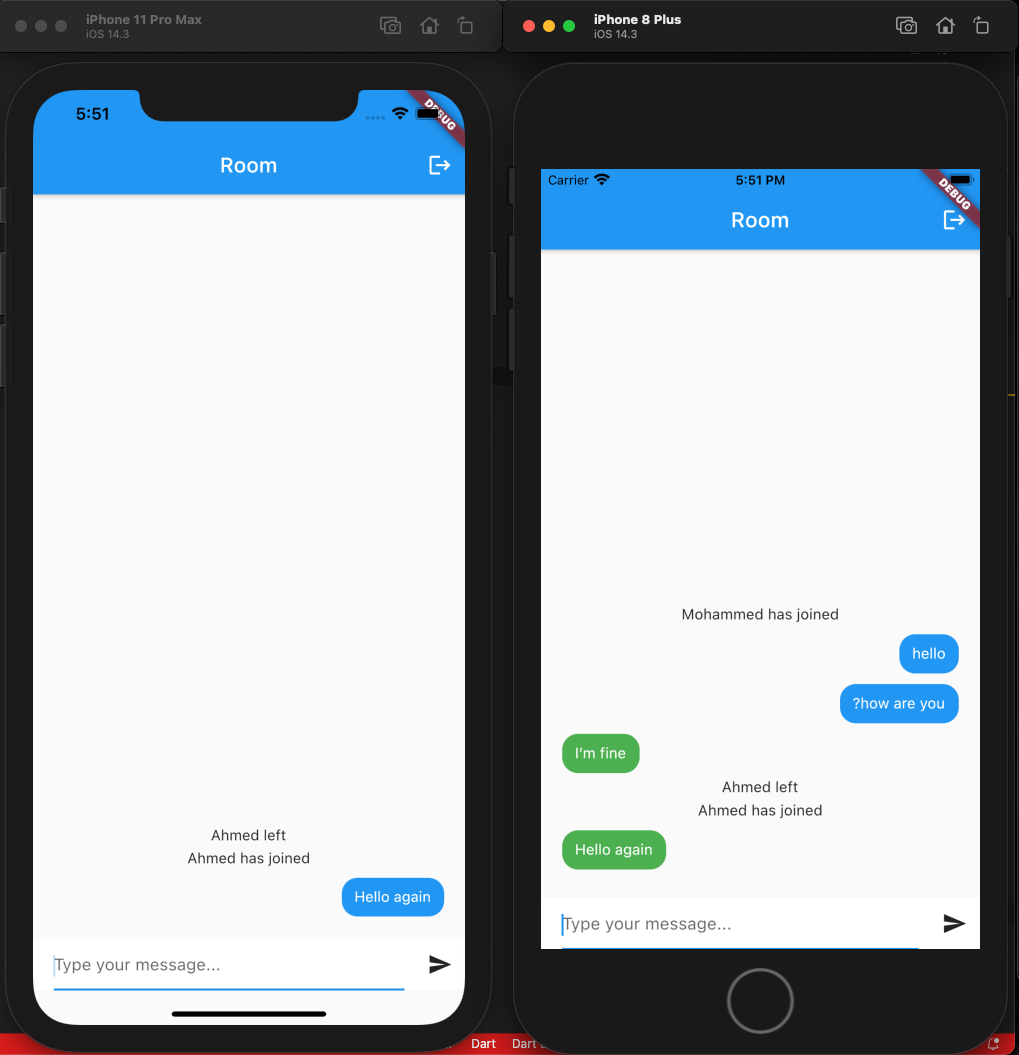 iPhone 11 Pro Max
iOS 14.3
5:51
DEBUG
Room
Ahmed left
Ahmed has joined
Hello again
Type your message...
iPhone 8 Plus
iOS 14.3
Carrier
5:51 PM
DEBUG
Room
Mohammed has joined
hello
?how are you
I'm fine
Ahmed left
Ahmed has joined
Hello again
Type your message...
Dart
Dart